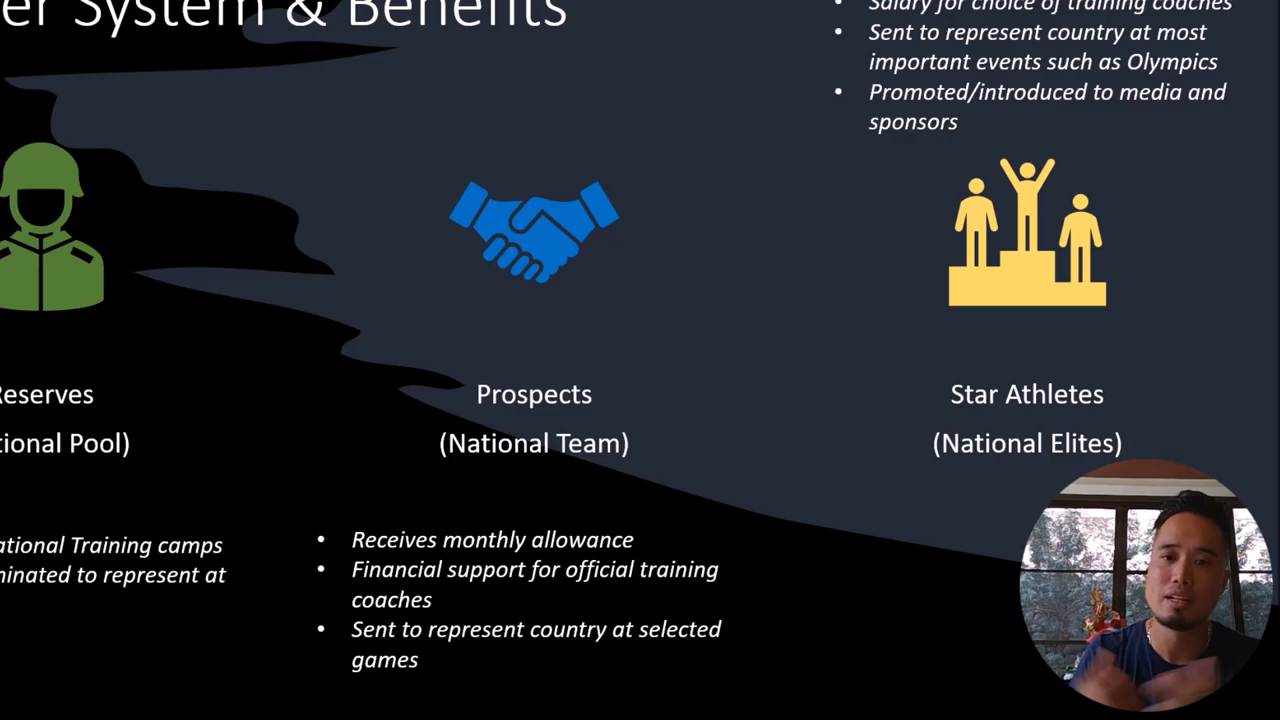 er System & Benefits
Salary for choice of training coaches
• Sent to represent country at most
important events such as Olympics
• Promoted/introduced to media and
sponsors
Reserves
tional Pool)
Prospects
(National Team)
Star Athletes
(National Elites)
ational Training camps
ninated to represent at
• Receives monthly allowance
• Financial support for official training
coaches
• Sent to represent country at selected
games